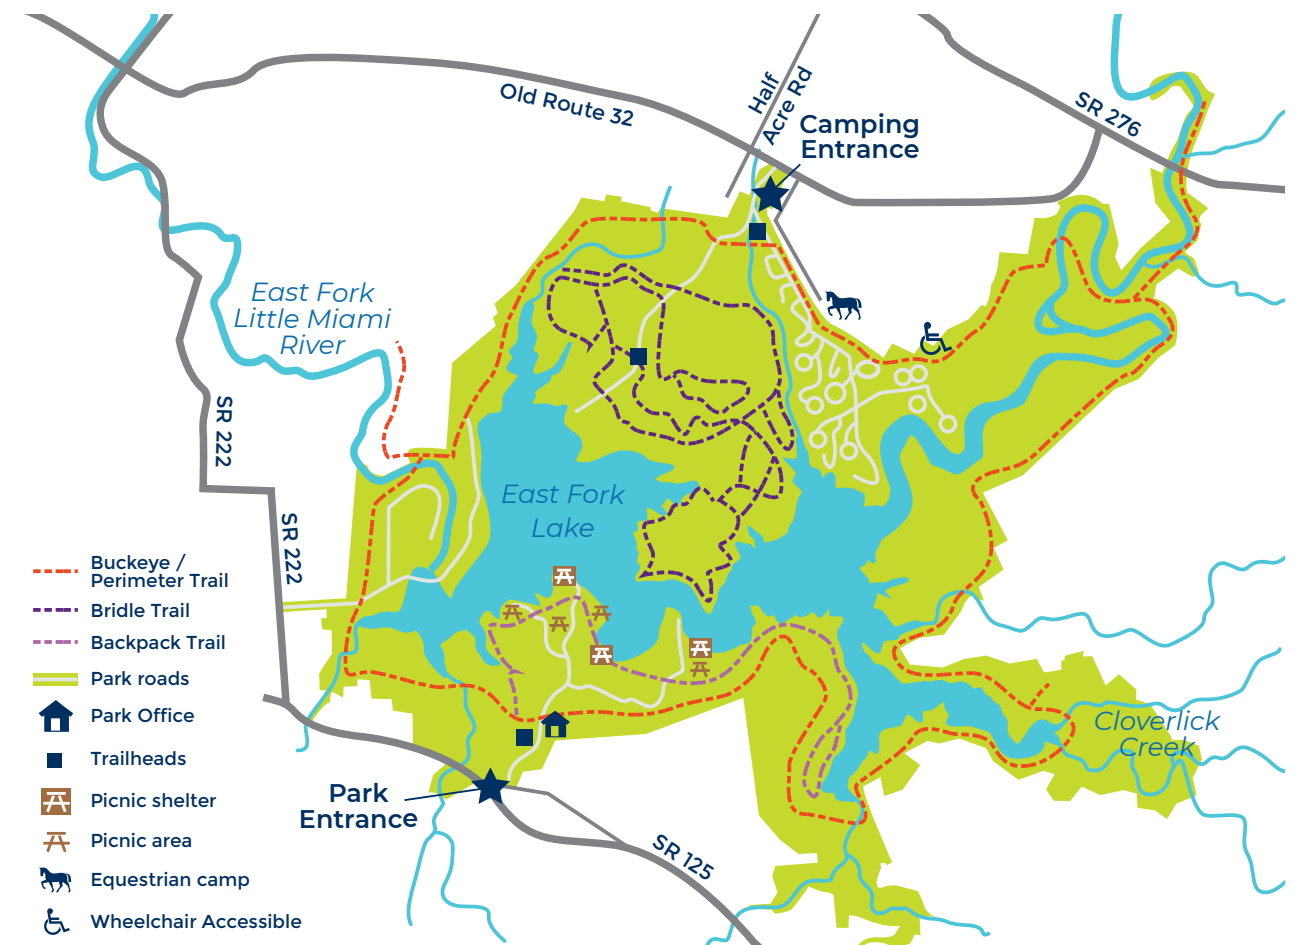 Old Route 32
Half
Acre Rd
Camping
Entrance
SR 276
East Fork
Little Miami
River
SR 222
SR 222
East Fork
Lake
Cloverlick
Creek
Park
Entrance
SR 125
Buckeye /
Perimeter Trail
Bridle Trail
Backpack Trail
Park roads
Park Office
Trailheads
Picnic shelter
Picnic area
Equestrian camp
Wheelchair Accessible